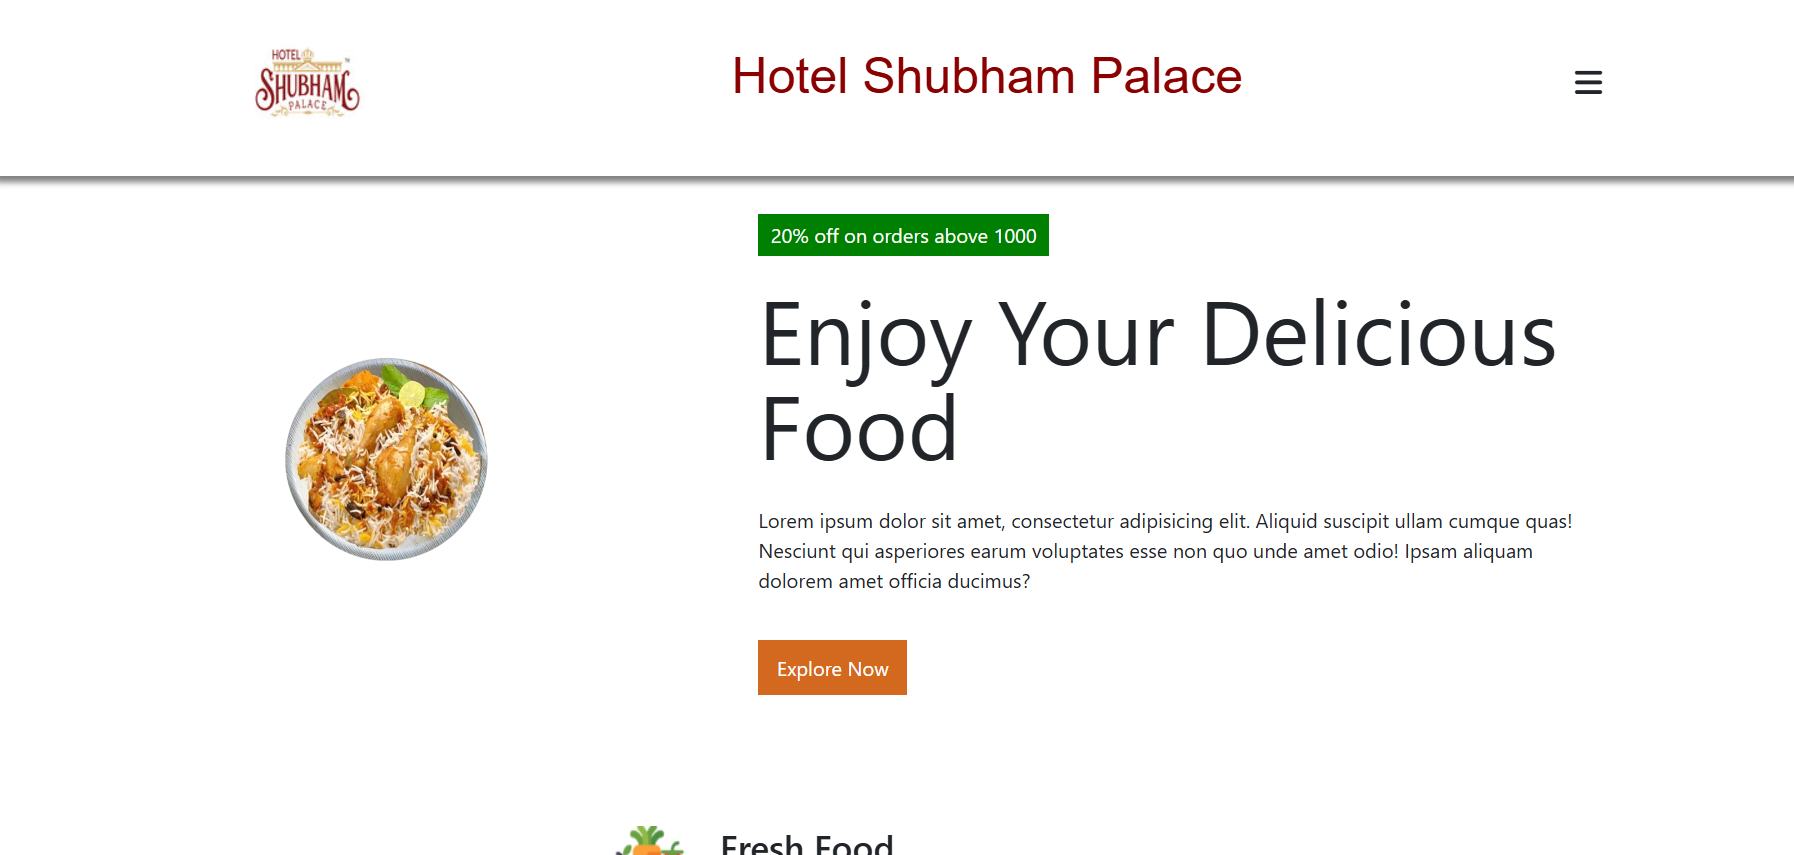 HOTEL
SHUBHAM
PALACE
Hotel Shubham Palace
20% off on orders above 1000
Enjoy Your Delicious
Food
Lorem ipsum dolor sit amet, consectetur adipisicing elit. Aliquid suscipit ullam cumque quas!
Nesciunt qui asperiores earum voluptates esse non quo unde amet odio! Ipsam aliquam
dolorem amet officia ducimus?
Explore Now
Fresh Food